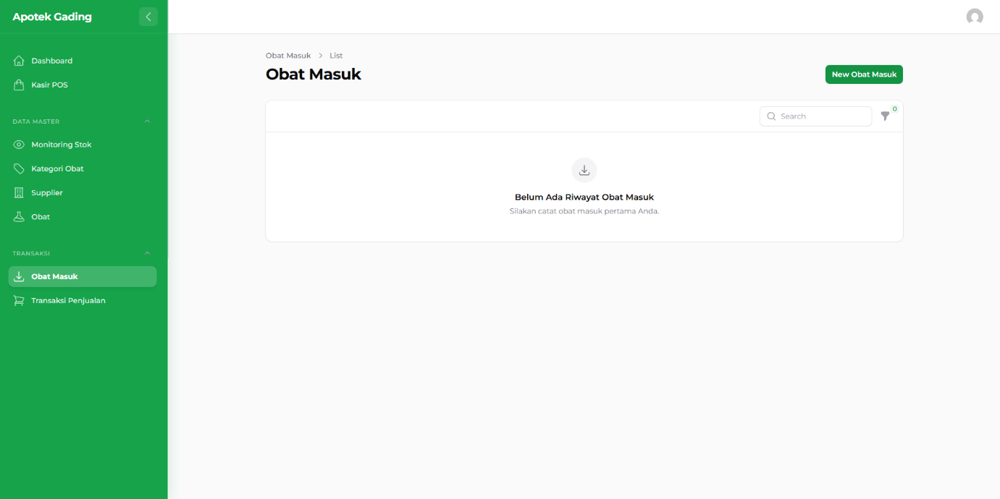 Apotek Gading
Dashboard
Kasir POS
DATA MASTER
Monitoring Stok
Kategori Obat
Supplier
Obat
TRANSAKSI
Obat Masuk
Transaksi Penjualan
Obat Masuk > List
Obat Masuk
New Obat Masuk
Search
0
Belum Ada Riwayat Obat Masuk
Silakan catat obat masuk pertama Anda.